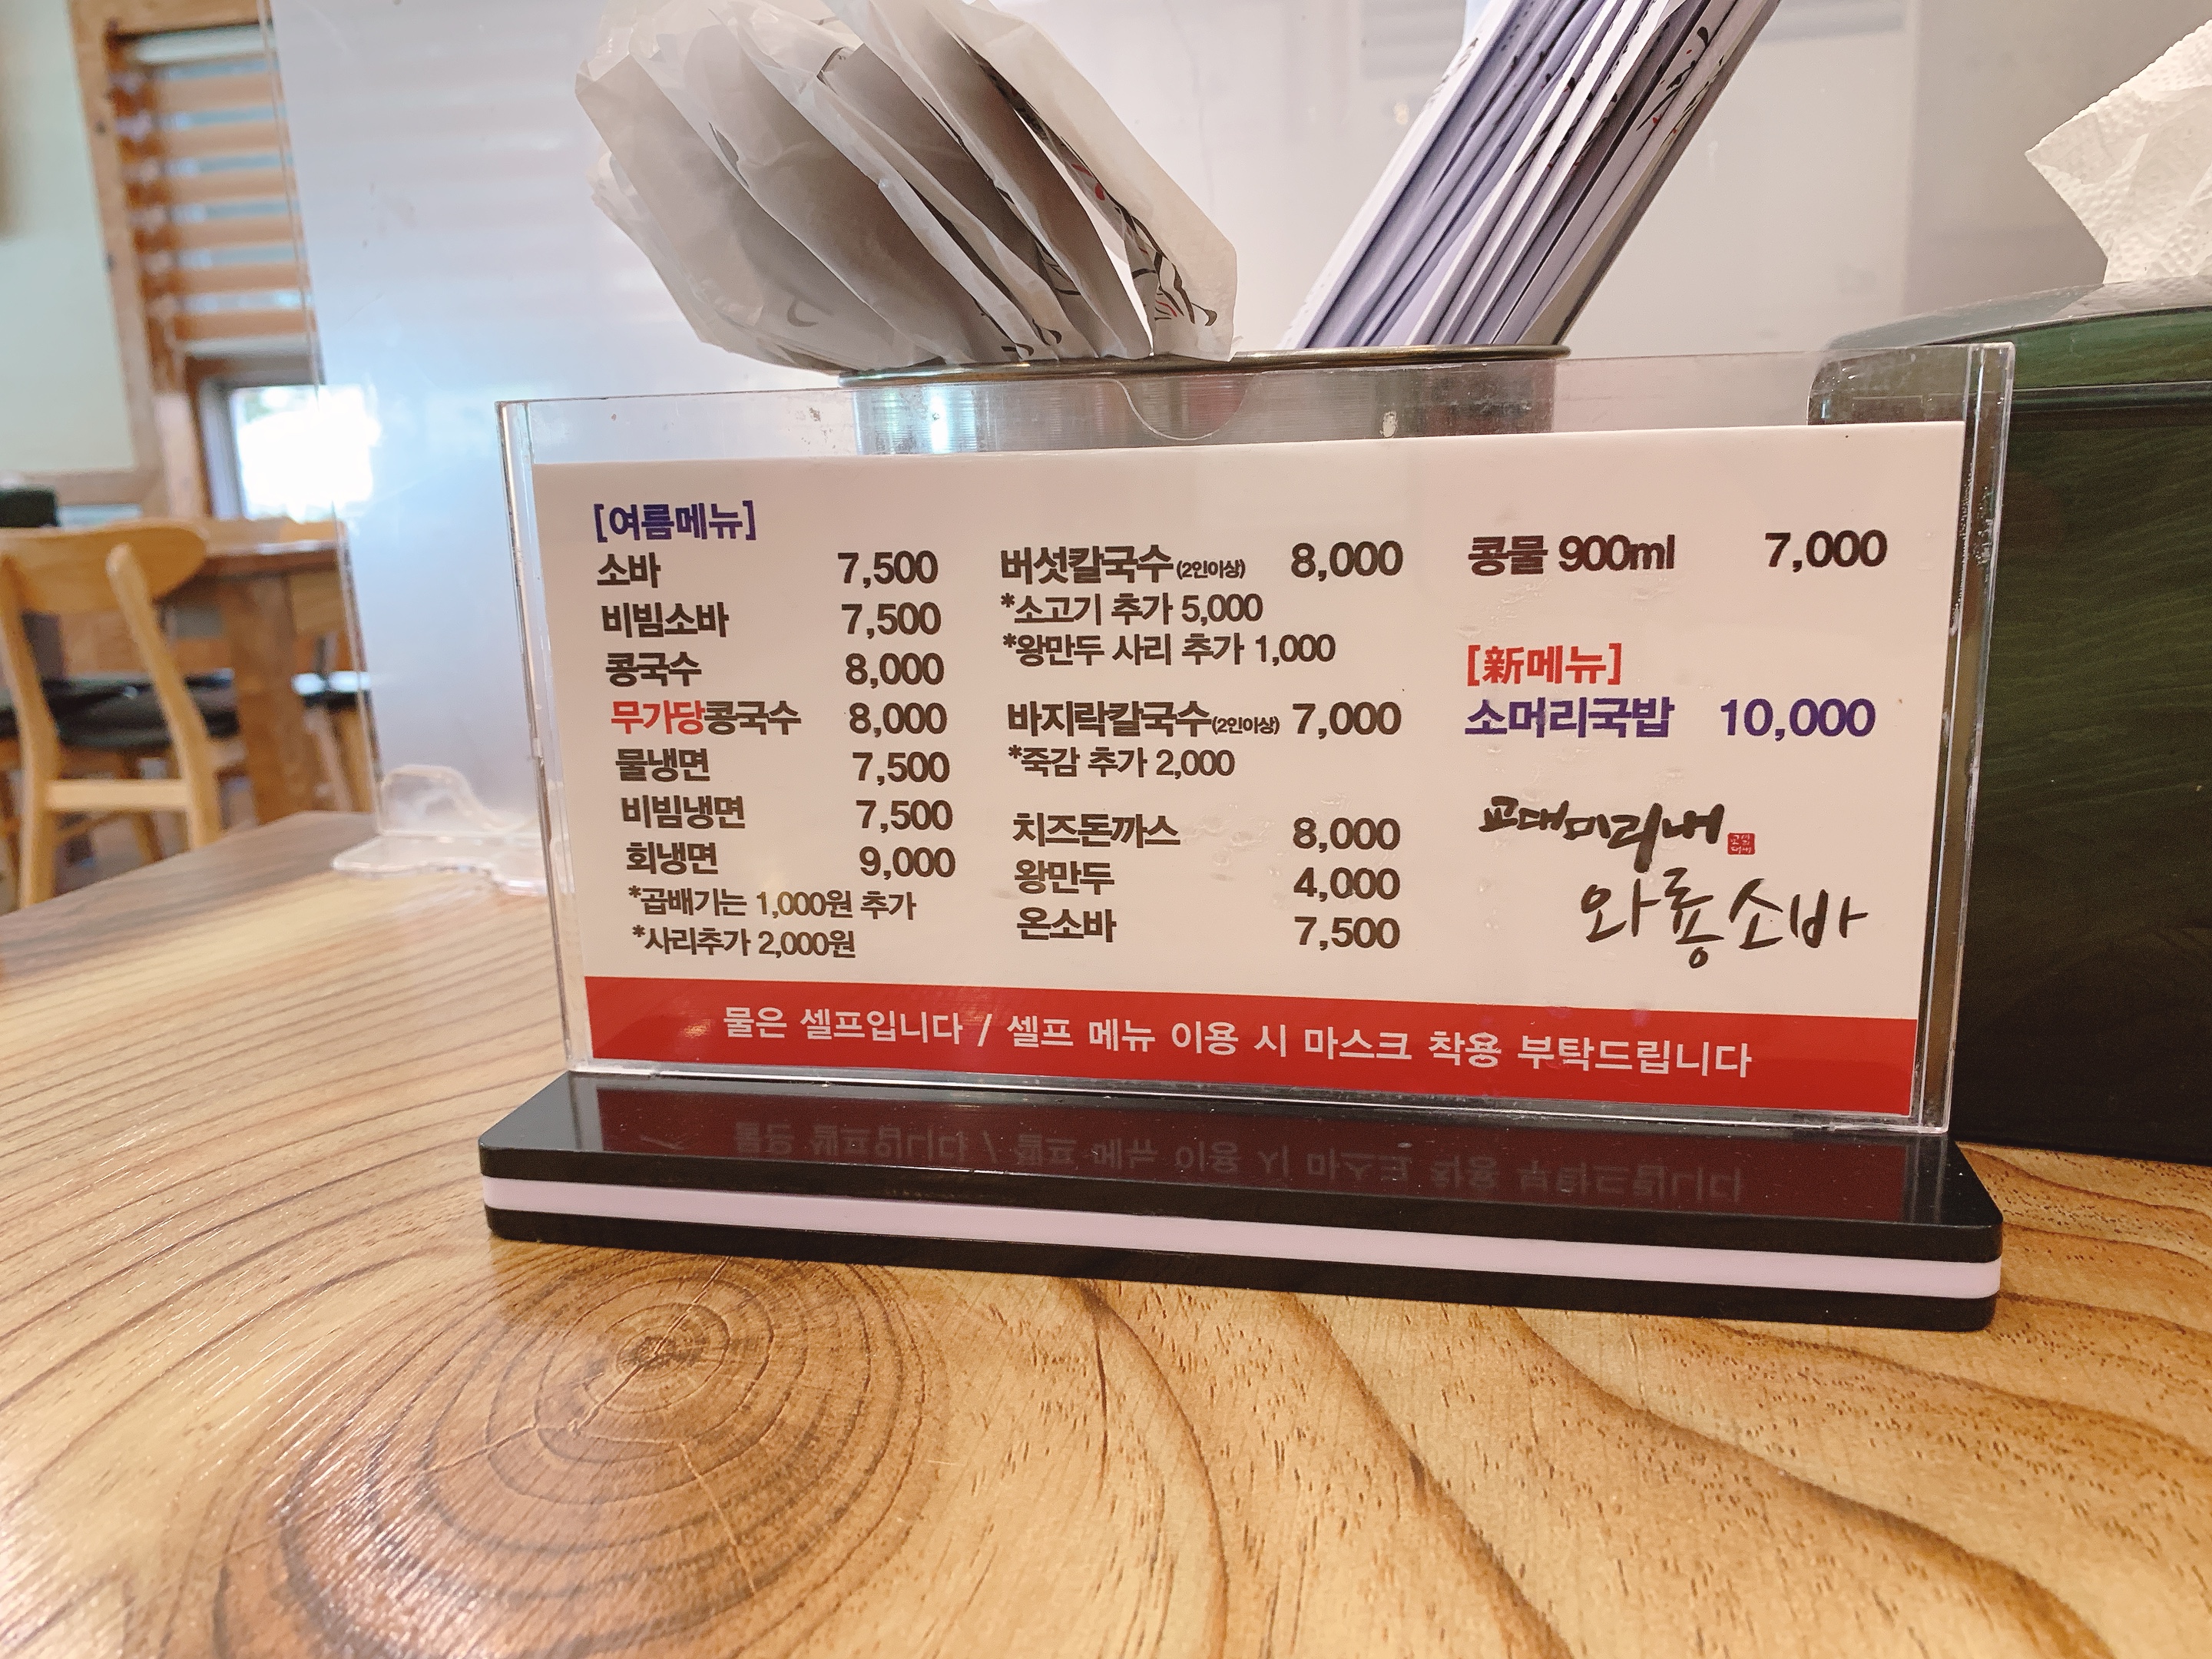 [여름메뉴]
소바 7,500
비빔소바 7,500
콩국수 8,000
무가당콩국수 8,000
물냉면 7,500
비빔냉면 7,500
회냉면 9,000
*곱배기는 1,000원 추가
*사리추가 2,000원
버섯칼국수(2인이상) 8,000
*소고기 추가 5,000
*왕만두 사리 추가 1,000
바지락칼국수(2인이상) 7,000
*죽감 추가 2,000
치즈돈까스 8,000
왕만두 4,000
온소바 7,500
콩물 900ml 7,000
[新메뉴]
소머리국밥 10,000
교대미리내
와룡소바
물은 셀프입니다 / 셀프 메뉴 이용 시 마스크 착용 부탁드립니다